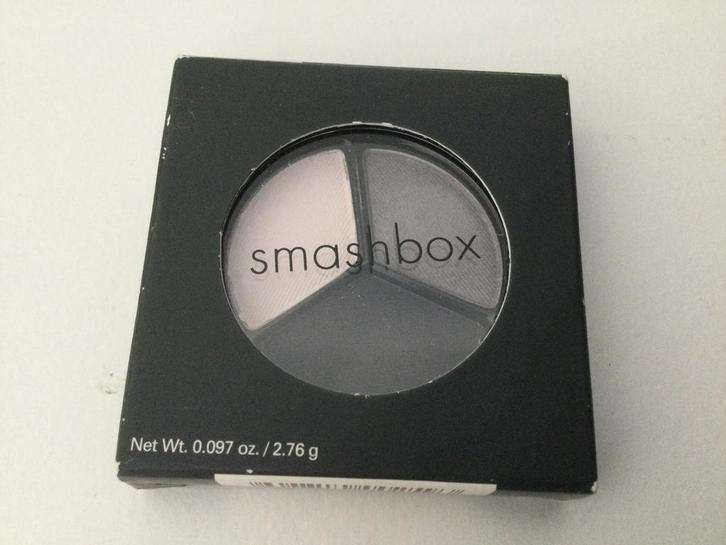 smashbox
Net Wt. 0.097 oz. / 2.76 g